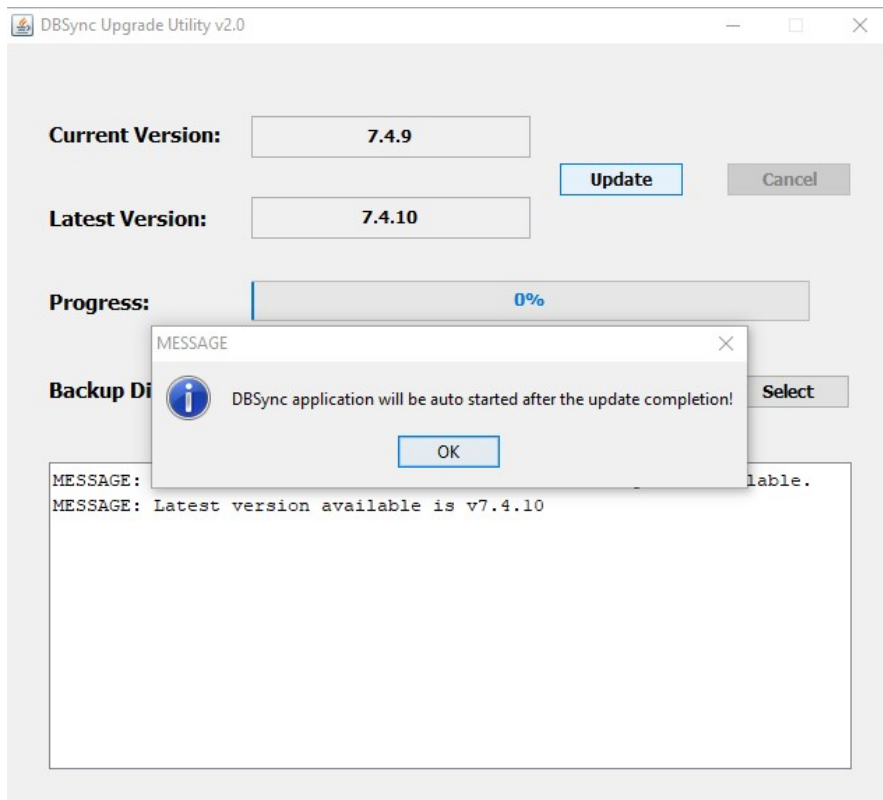 DBSync Upgrade Utility v2.0
Current Version:
7.4.9
Update
Cancel
Latest Version:
7.4.10
Progress:
0%
MESSAGE
Backup Di
DBSync application will be auto started after the update completion!
Select
OK
MESSAGE: lable.
MESSAGE: Latest version available is v7.4.10